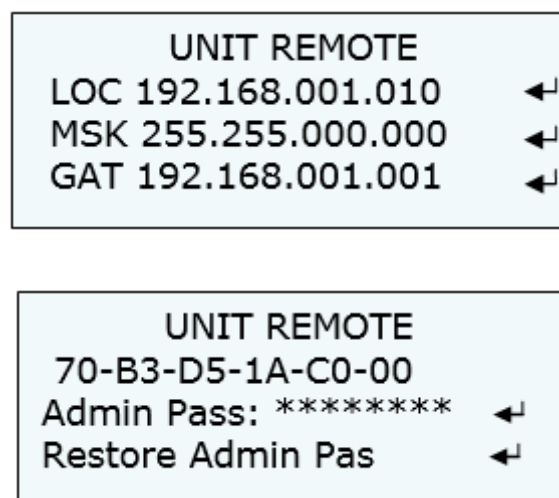 UNIT REMOTE
LOC 192.168.001.010 ↵
MSK 255.255.000.000 ↵
GAT 192.168.001.001 ↵
UNIT REMOTE
70-B3-D5-1A-C0-00
Admin Pass: ******** ↵
Restore Admin Pas ↵